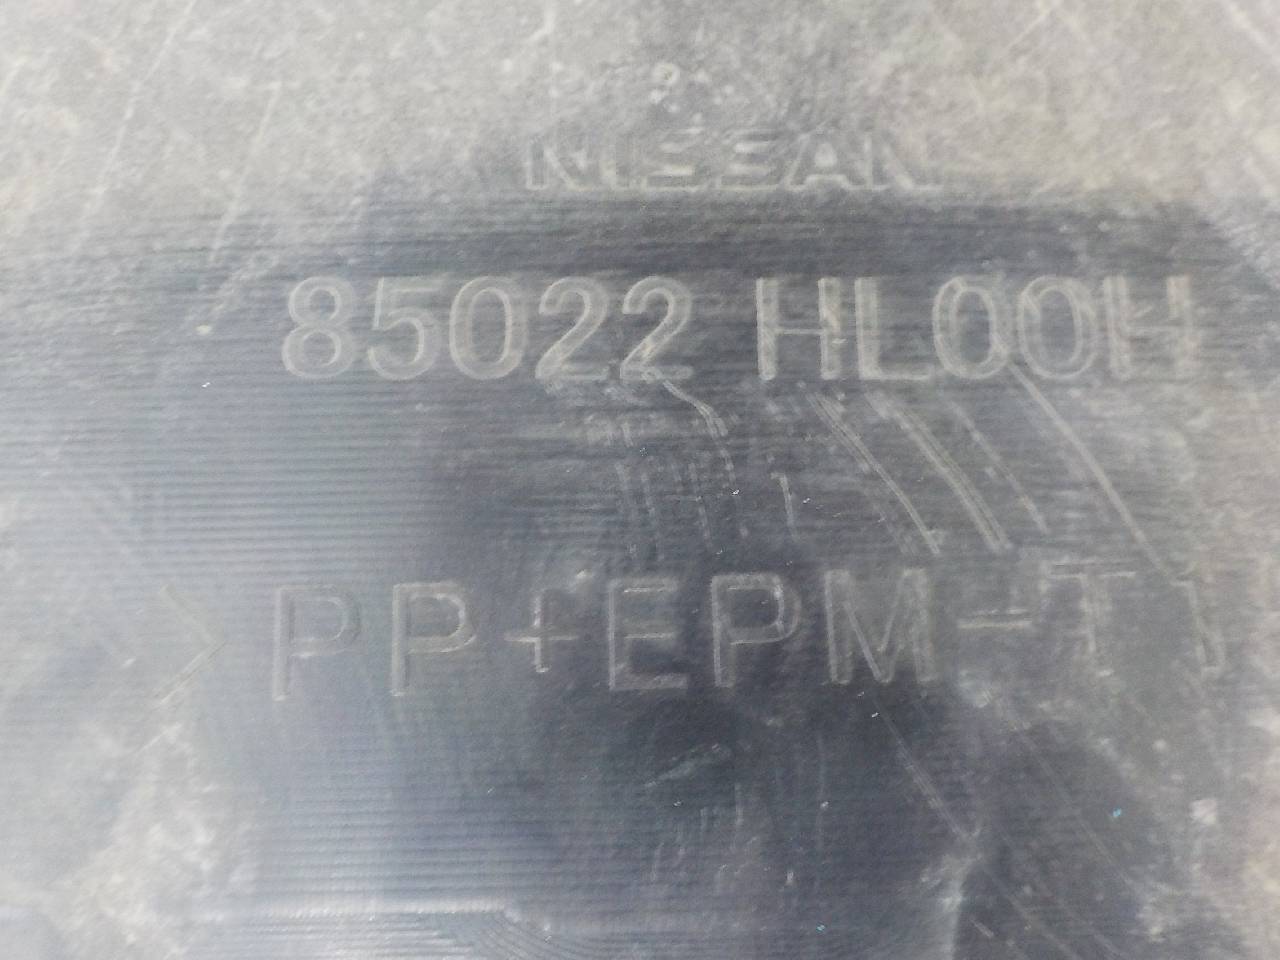 NISSAN
85022 HL00H
>PP+EPM-T